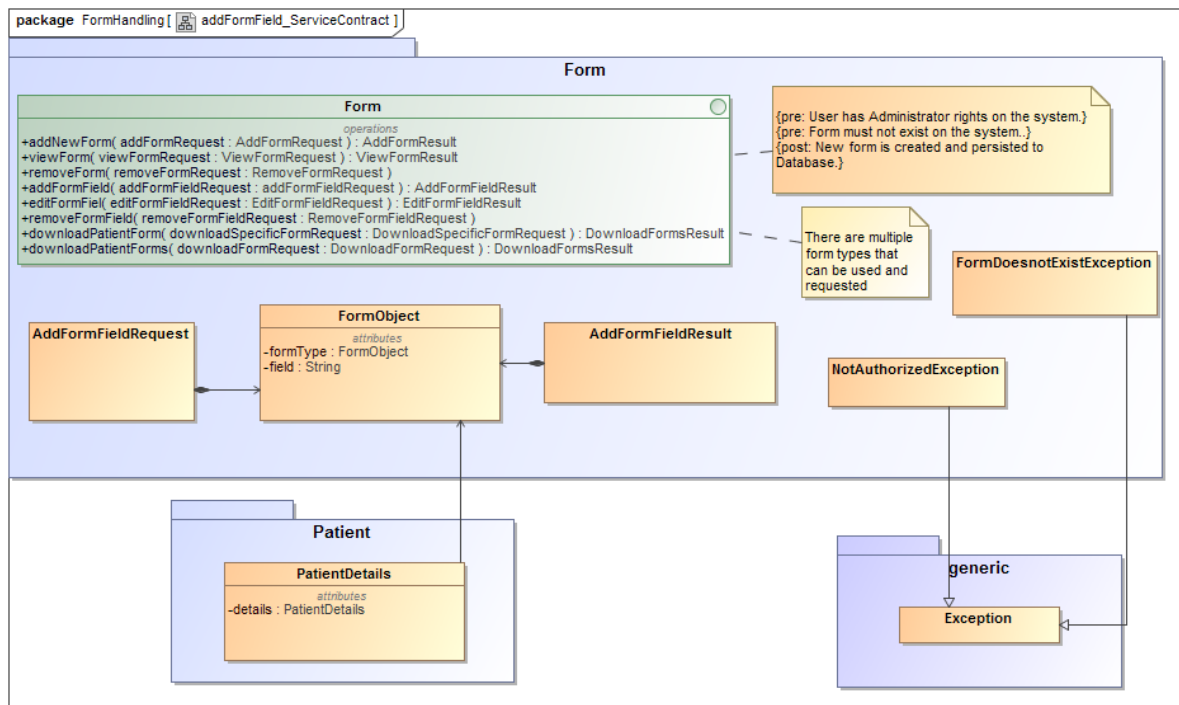 package FormHandling [ addFormField_ServiceContract ]
Form
Form
operations
+addNewForm( addFormRequest : AddFormRequest ) : AddFormResult
+viewForm( viewFormRequest : ViewFormRequest ) : ViewFormResult
+removeForm( removeFormRequest : RemoveFormRequest )
+addFormField( addFormFieldRequest : addFormFieldRequest ) : AddFormFieldResult
+editFormFiel( editFormFieldRequest : EditFormFieldRequest ) : EditFormFieldResult
+removeFormField( removeFormFieldRequest : RemoveFormFieldRequest )
+downloadPatientForm( downloadSpecificFormRequest : DownloadSpecificFormRequest ) : DownloadFormsResult
+downloadPatientForms( downloadFormRequest : DownloadFormRequest ) : DownloadFormsResult
{pre: User has Administrator rights on the system.}
{pre: Form must not exist on the system..}
{post: New form is created and persisted to
Database.}
There are multiple
form types that
can be used and
requested
FormDoesnotExistException
AddFormFieldRequest
FormObject
attributes
-formType : FormObject
-field : String
AddFormFieldResult
NotAuthorizedException
Patient
PatientDetails
attributes
-details : PatientDetails
generic
Exception